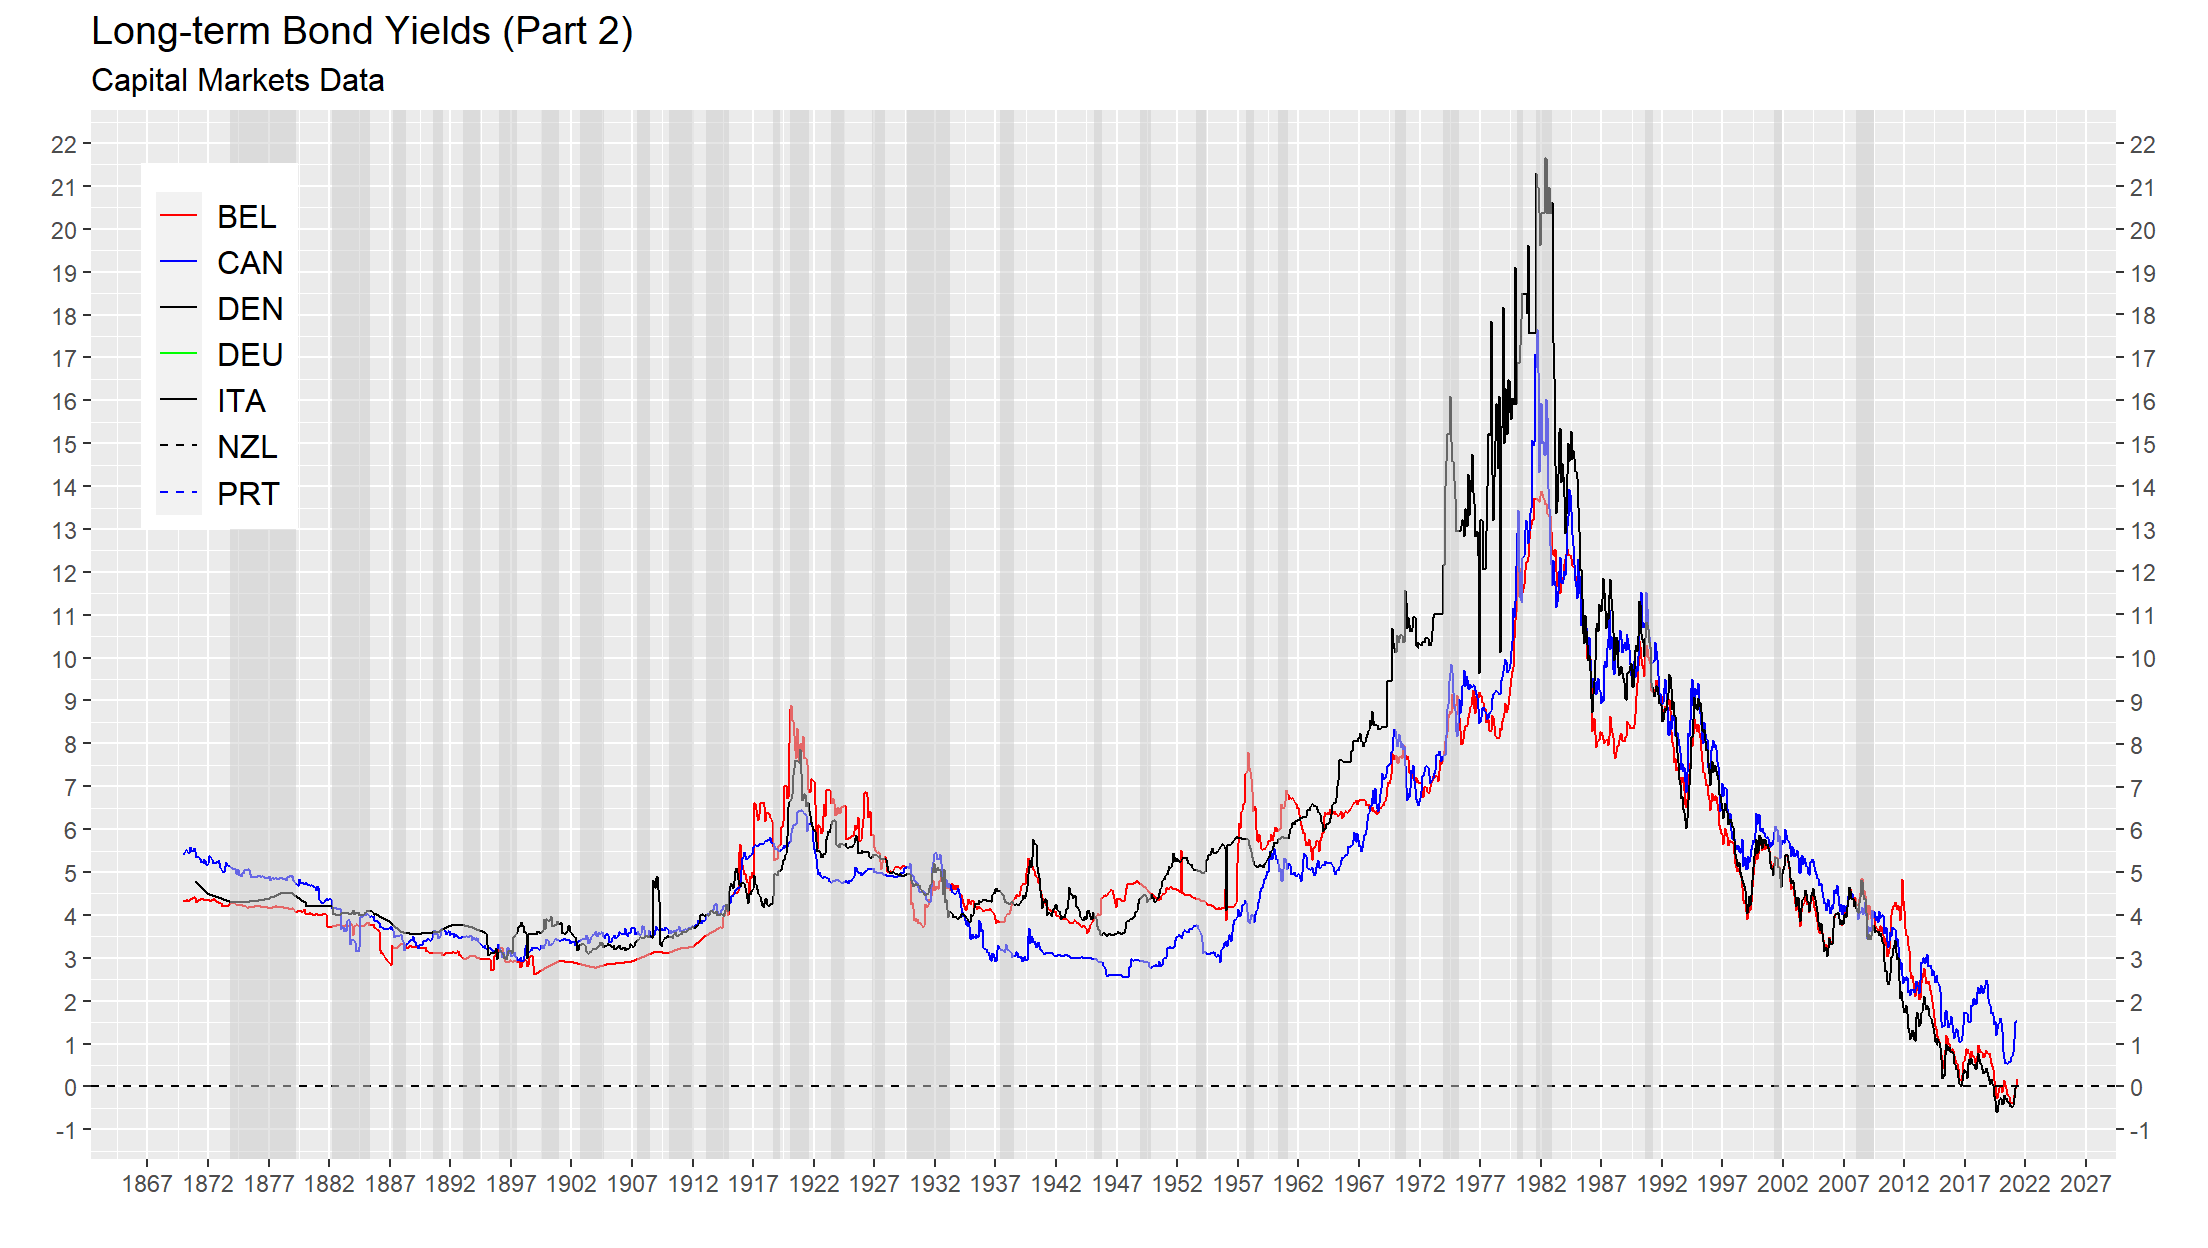 Long-term Bond Yields (Part 2)
Capital Markets Data
22 22
21 21
20 20
19 19
18 18
17 17
16 16
15 15
14 14
13 13
12 12
11 11
10 10
9 9
8 8
7 7
6 6
5 5
4 4
3 3
2 2
1 1
0 0
-1 -1
BEL
CAN
DEN
DEU
ITA
NZL
PRT
1867 1872 1877 1882 1887 1892 1897 1902 1907 1912 1917 1922 1927 1932 1937 1942 1947 1952 1957 1962 1967 1972 1977 1982 1987 1992 1997 2002 2007 2012 2017 2022 2027